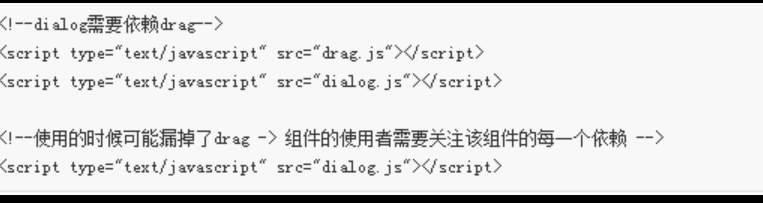 <!--dialog需要依赖drag-->
<script type="text/javascript" src="drag.js"></script>
<script type="text/javascript" src="dialog.js"></script>
<!--使用的时候可能漏掉了drag -> 组件的使用者需要关注该组件的每一个依赖 -->
<script type="text/javascript" src="dialog.js"></script>